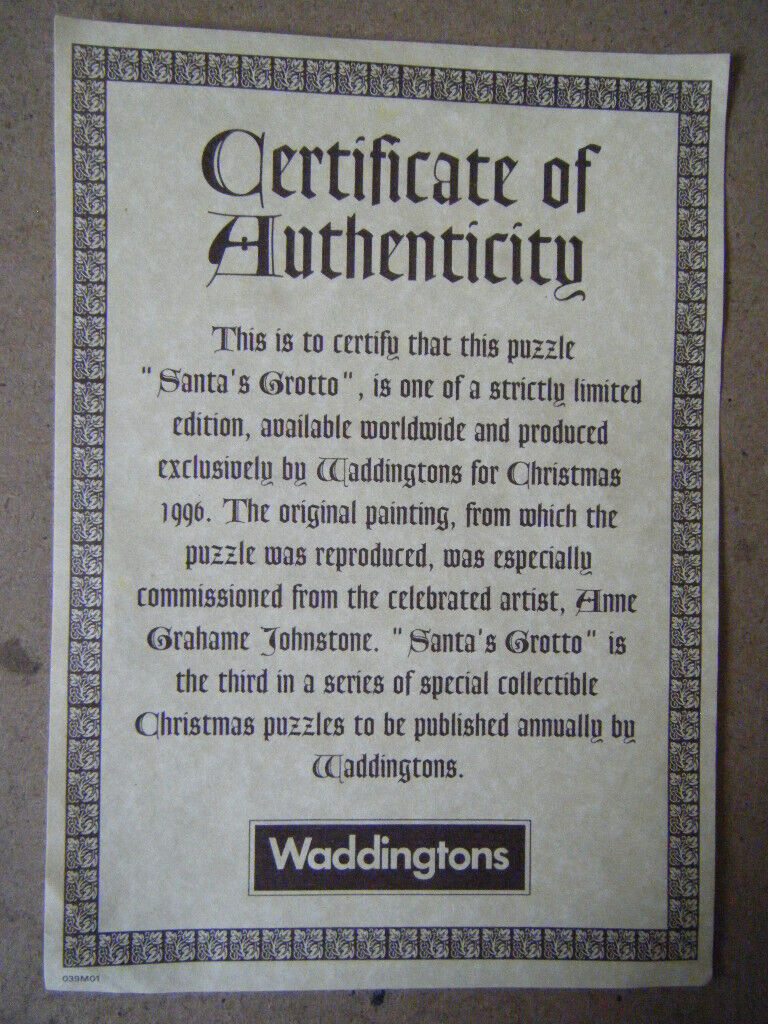 Certificate of
Authenticity
This is to certify that this puzzle
"Santa's Grotto", is one of a strictly limited
edition, available worldwide and produced
exclusively by Waddingtons for Christmas
1996. The original painting, from which the
puzzle was reproduced, was especially
commissioned from the celebrated artist, Anne
Grahame Johnstone. "Santa's Grotto" is
the third in a series of special collectible
Christmas puzzles to be published annually by
Waddingtons.
Waddingtons
039M01